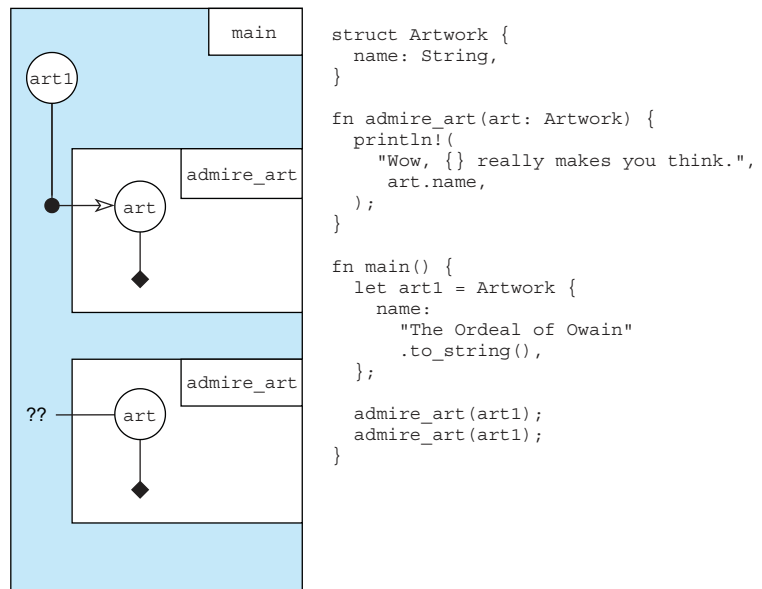 main
art1
admire_art
art
admire_art
??
art
struct Artwork {
  name: String,
}
fn admire_art(art: Artwork) {
  println!(
    "Wow, {} really makes you think.",
     art.name,
  );
}
fn main() {
  let art1 = Artwork {
    name:
      "The Ordeal of Owain"
      .to_string(),
  };
  admire_art(art1);
  admire_art(art1);
}